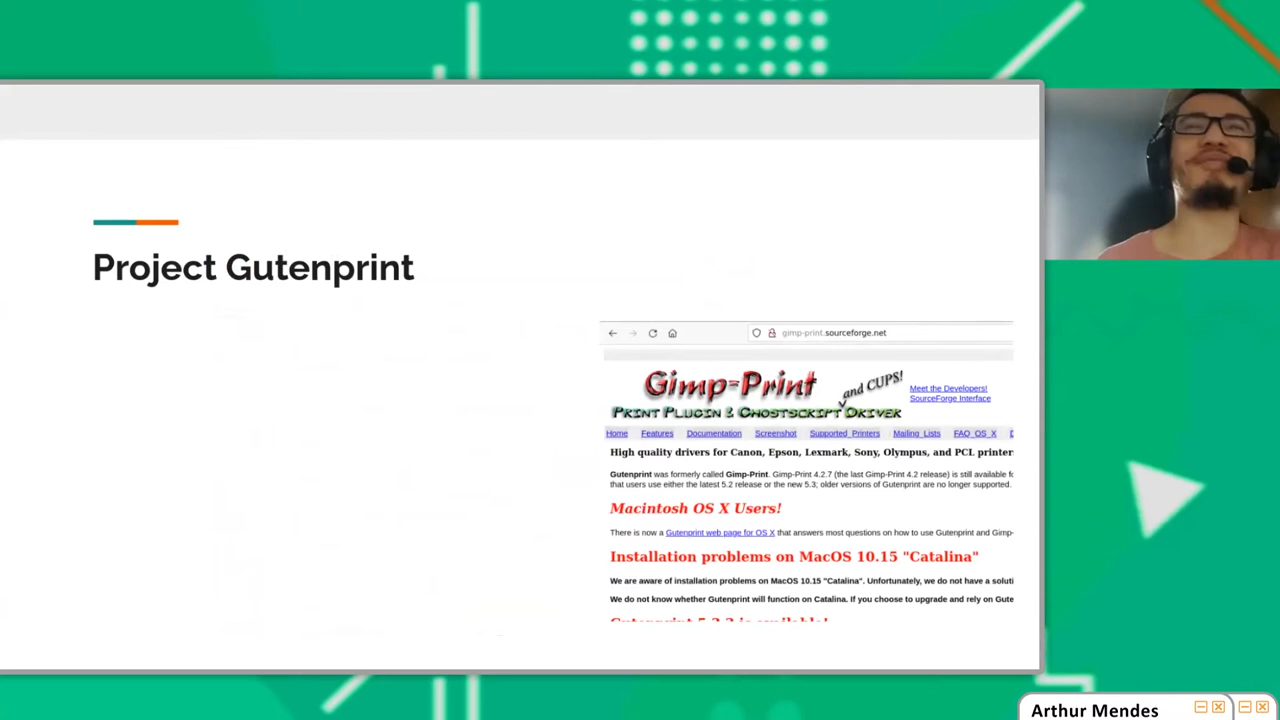 Project Gutenprint
gimp-print.sourceforge.net
Gimp-Print and CUPS!
Print Plugin & Ghostscript Driver
Meet the Developers!
SourceForge Interface
Home Features Documentation Screenshot Supported_Printers Mailing_Lists FAQ_OS_X
High quality drivers for Canon, Epson, Lexmark, Sony, Olympus, and PCL printer
Gutenprint was formerly called Gimp-Print. Gimp-Print 4.2.7 (the last Gimp-Print 4.2 release) is still available
that users use either the latest 5.2 release or the new 5.3; older versions of Gutenprint are no longer supported.
Macintosh OS X Users!
There is now a Gutenprint web page for OS X that answers most questions on how to use Gutenprint and Gimp-
Installation problems on MacOS 10.15 "Catalina"
We are aware of installation problems on MacOS 10.15 "Catalina". Unfortunately, we do not have a soluti
We do not know whether Gutenprint will function on Catalina. If you choose to upgrade and rely on Gute
Arthur Mendes